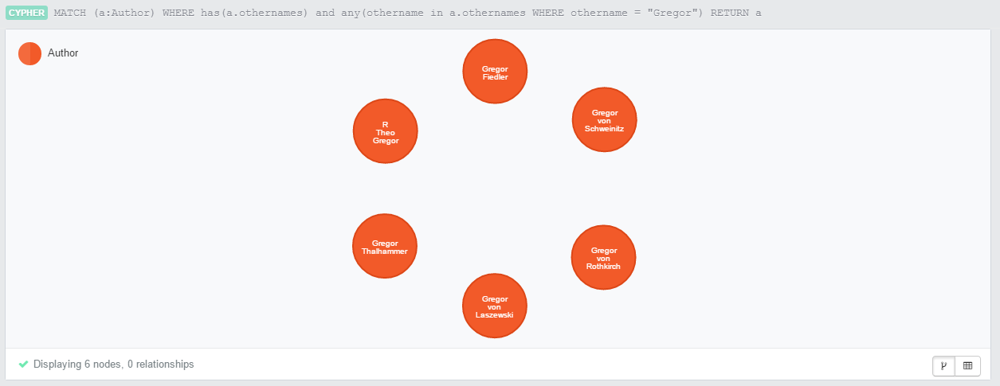 CYPHER MATCH (a:Author) WHERE has(a.othernames) and any(othername in a.othernames WHERE othername = "Gregor") RETURN a
Author
Gregor
Fiedler
Gregor
von
Schweinitz
R
Theo
Gregor
Gregor
Thalhammer
Gregor
von
Rothkirch
Gregor
von
Laszewski
Displaying 6 nodes, 0 relationships